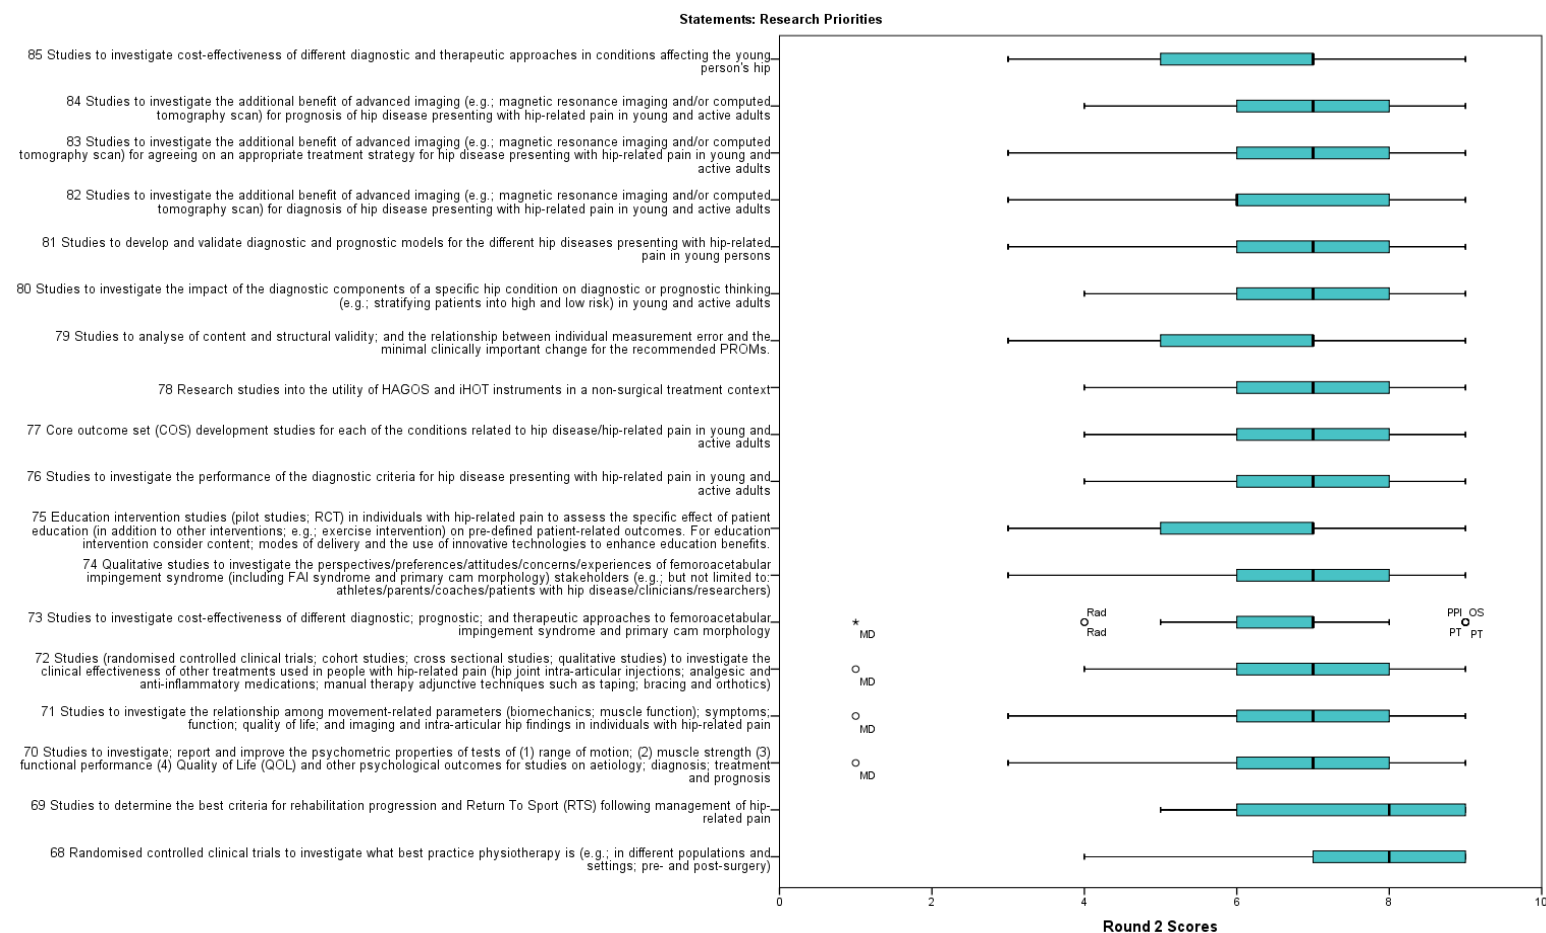 Statements: Research Priorities
85 Studies to investigate cost-effectiveness of different diagnostic and therapeutic approaches in conditions affecting the young
person's hip
84 Studies to investigate the additional benefit of advanced imaging (e.g.; magnetic resonance imaging and/or computed
tomography scan) for prognosis of hip disease presenting with hip-related pain in young and active adults
83 Studies to investigate the additional benefit of advanced imaging (e.g.; magnetic resonance imaging and/or computed
tomography scan) for agreeing on an appropriate treatment strategy for hip disease presenting with hip-related pain in young and
active adults
82 Studies to investigate the additional benefit of advanced imaging (e.g.; magnetic resonance imaging and/or computed
tomography scan) for diagnosis of hip disease presenting with hip-related pain in young and active adults
81 Studies to develop and validate diagnostic and prognostic models for the different hip diseases presenting with hip-related
pain in young persons
80 Studies to investigate the impact of the diagnostic components of a specific hip condition on diagnostic or prognostic thinking
(e.g.; stratifying patients into high and low risk) in young and active adults
79 Studies to analyse of content and structural validity; and the relationship between individual measurement error and the
minimal clinically important change for the recommended PROMs.
78 Research studies into the utility of HAGOS and iHOT instruments in a non-surgical treatment context
77 Core outcome set (COS) development studies for each of the conditions related to hip disease/hip-related pain in young and
active adults
76 Studies to investigate the performance of the diagnostic criteria for hip disease presenting with hip-related pain in young and
active adults
75 Education intervention studies (pilot studies; RCT) in individuals with hip-related pain to assess the specific effect of patient
education (in addition to other interventions; e.g.; exercise intervention) on pre-defined patient-related outcomes. For education
intervention consider content; modes of delivery and the use of innovative technologies to enhance education benefits.
74 Qualitative studies to investigate the perspectives/preferences/attitudes/concerns/experiences of femoroacetabular
impingement syndrome (including FAI syndrome and primary cam morphology) stakeholders (e.g.; but not limited to:
athletes/parents/coaches/patients with hip disease/clinicians/researchers)
73 Studies to investigate cost-effectiveness of different diagnostic; prognostic; and therapeutic approaches to femoroacetabular
impingement syndrome and primary cam morphology
* MD
Rad
Rad
PPI OS
PT PT
72 Studies (randomised controlled clinical trials; cohort studies; cross sectional studies; qualitative studies) to investigate the
clinical effectiveness of other treatments used in people with hip-related pain (hip joint intra-articular injections; analgesic and
anti-inflammatory medications; manual therapy adjunctive techniques such as taping; bracing and orthotics)
MD
71 Studies to investigate the relationship among movement-related parameters (biomechanics; muscle function); symptoms;
function; quality of life; and imaging and intra-articular hip findings in individuals with hip-related pain
MD
70 Studies to investigate; report and improve the psychometric properties of tests of (1) range of motion; (2) muscle strength (3)
functional performance (4) Quality of Life (QOL) and other psychological outcomes for studies on aetiology; diagnosis; treatment
and prognosis
MD
69 Studies to determine the best criteria for rehabilitation progression and Return To Sport (RTS) following management of hip-
related pain
68 Randomised controlled clinical trials to investigate what best practice physiotherapy is (e.g.; in different populations and
settings; pre- and post-surgery)
0 2 4 6 8 10
Round 2 Scores